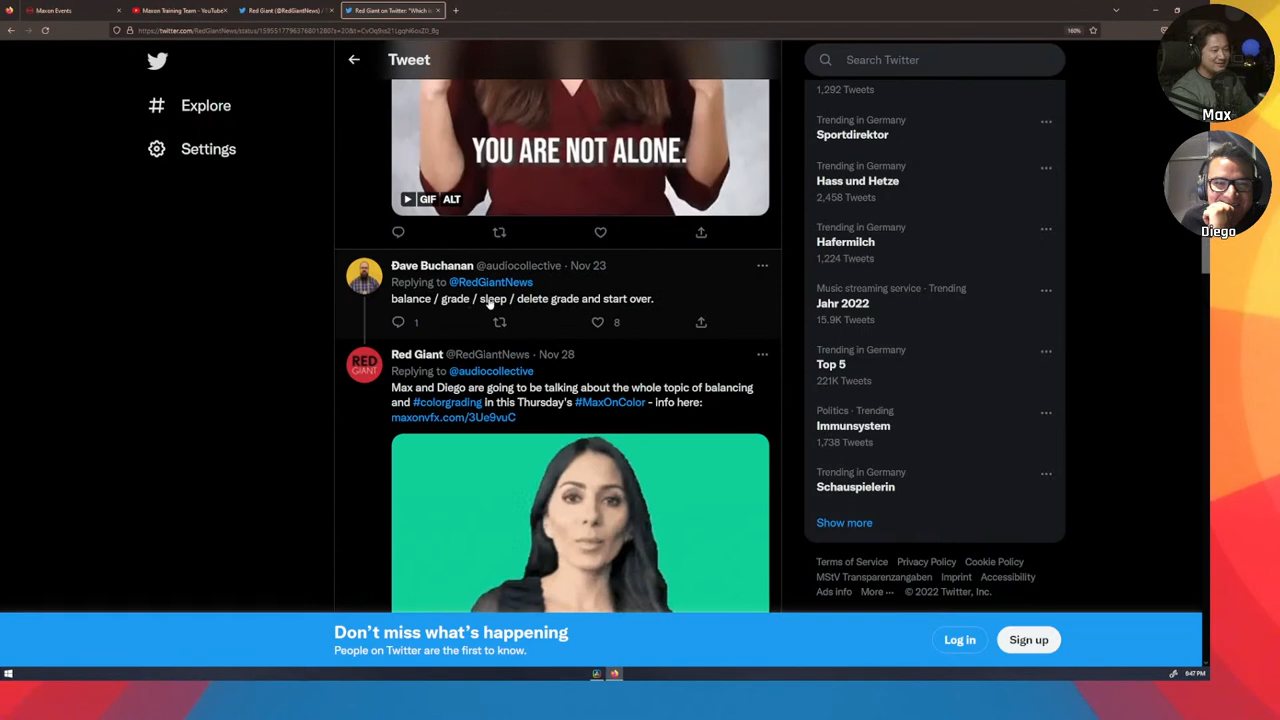 Maxon Events
Maxon Training Team - YouTube
Red Giant (@RedGiantNews) / T
Red Giant on Twitter: "Which is
160%
Explore
Settings
Tweet
YOU ARE NOT ALONE.
GIF ALT
Đave Buchanan @audiocollective · Nov 23
Replying to @RedGiantNews
balance / grade / sleep / delete grade and start over.
1
8
RED GIANT
Red Giant @RedGiantNews · Nov 28
Replying to @audiocollective
Max and Diego are going to be talking about the whole topic of balancing
and #colorgrading in this Thursday's #MaxOnColor - info here:
maxonvfx.com/3Ue9vuC
Search Twitter
1,292 Tweets
Trending in Germany
Sportdirektor
Trending in Germany
Hass und Hetze
2,458 Tweets
Trending in Germany
Hafermilch
1,224 Tweets
Music streaming service · Trending
Jahr 2022
15.9K Tweets
Trending in Germany
Top 5
221K Tweets
Politics · Trending
Immunsystem
1,738 Tweets
Trending in Germany
Schauspielerin
Show more
Terms of Service Privacy Policy Cookie Policy
MStV Transparenzangaben Imprint Accessibility
Ads info More ··· © 2022 Twitter, Inc.
Max
Diego
Don't miss what's happening
People on Twitter are the first to know.
Log in
Sign up
6:47 PM